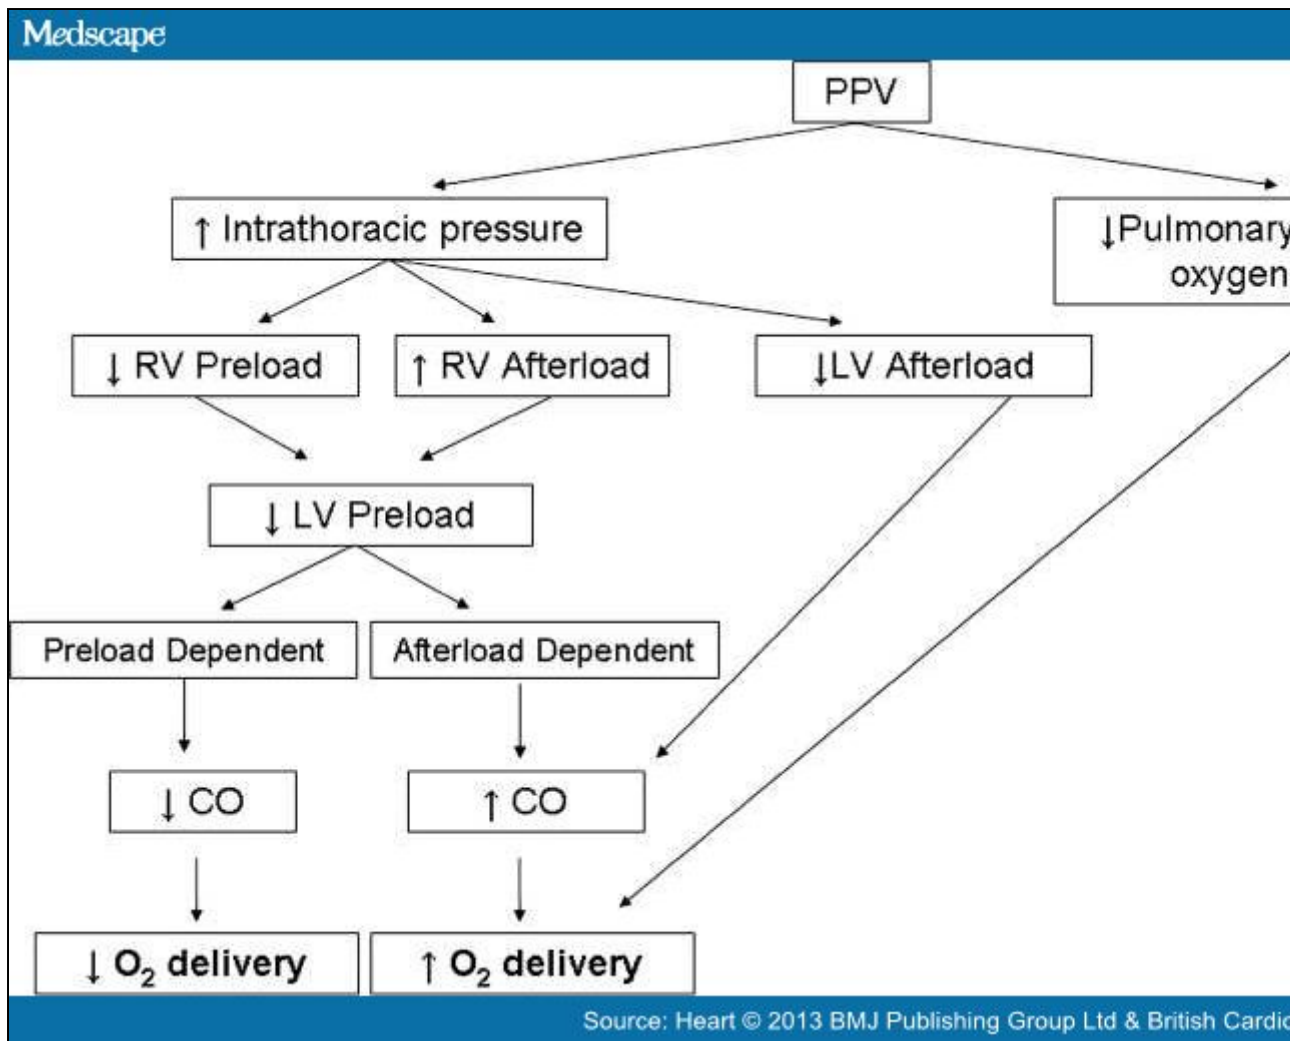 Medscape
PPV
↑ Intrathoracic pressure
↓Pulmonary
oxygen
↓ RV Preload
↑ RV Afterload
↓LV Afterload
↓ LV Preload
Preload Dependent
Afterload Dependent
↓ CO
↑ CO
↓ O₂ delivery
↑ O₂ delivery
Source: Heart © 2013 BMJ Publishing Group Ltd & British Cardio